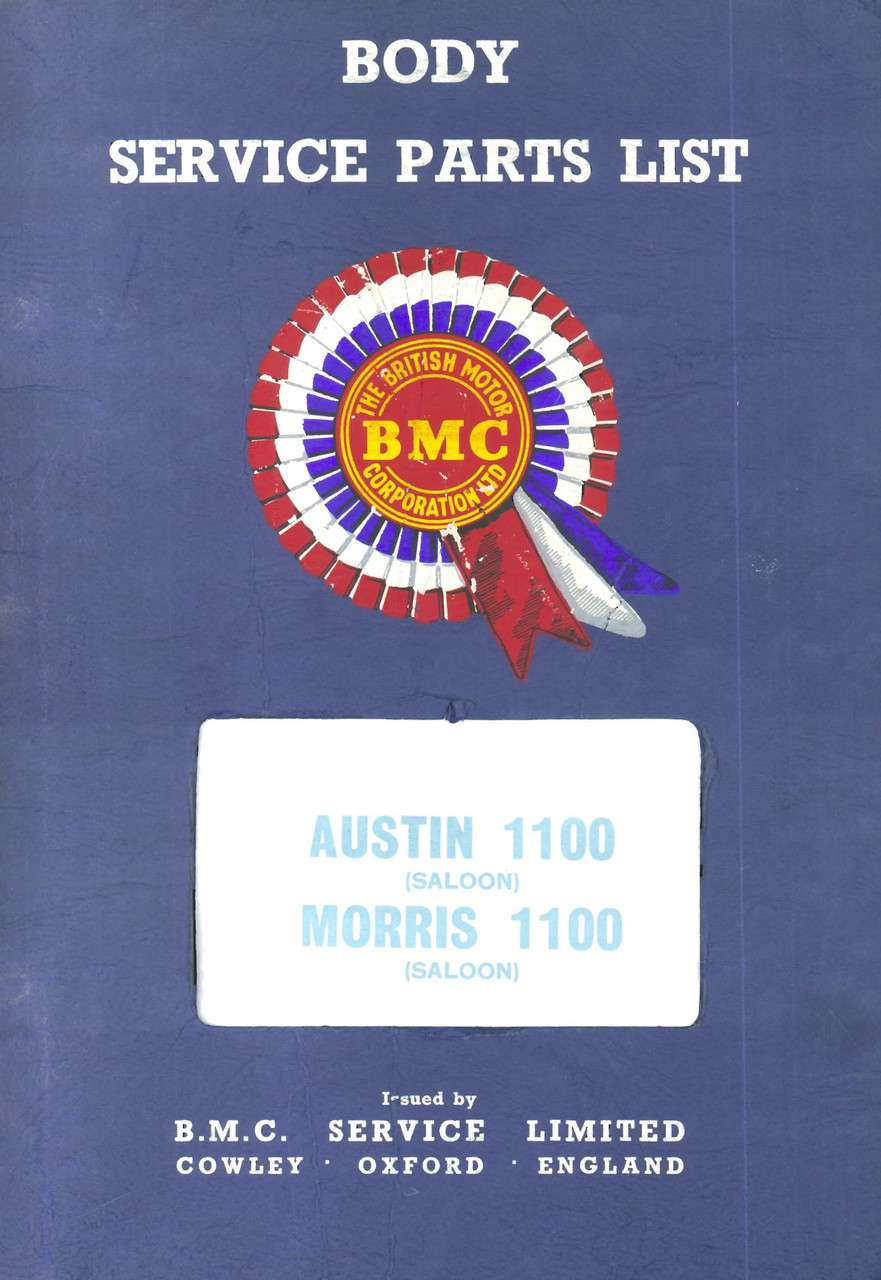 BODY
SERVICE PARTS LIST
THE BRITISH MOTOR
BMC
CORPORATION LTD
AUSTIN 1100
(SALOON)
MORRIS 1100
(SALOON)
Issued by
B.M.C. SERVICE LIMITED
COWLEY · OXFORD · ENGLAND